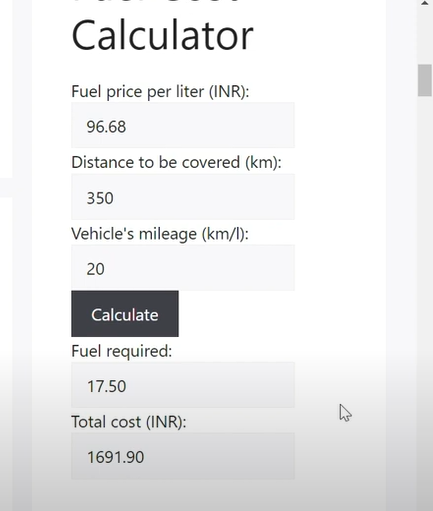 Calculator
Fuel price per liter (INR):
96.68
Distance to be covered (km):
350
Vehicle's mileage (km/l):
20
Calculate
Fuel required:
17.50
Total cost (INR):
1691.90